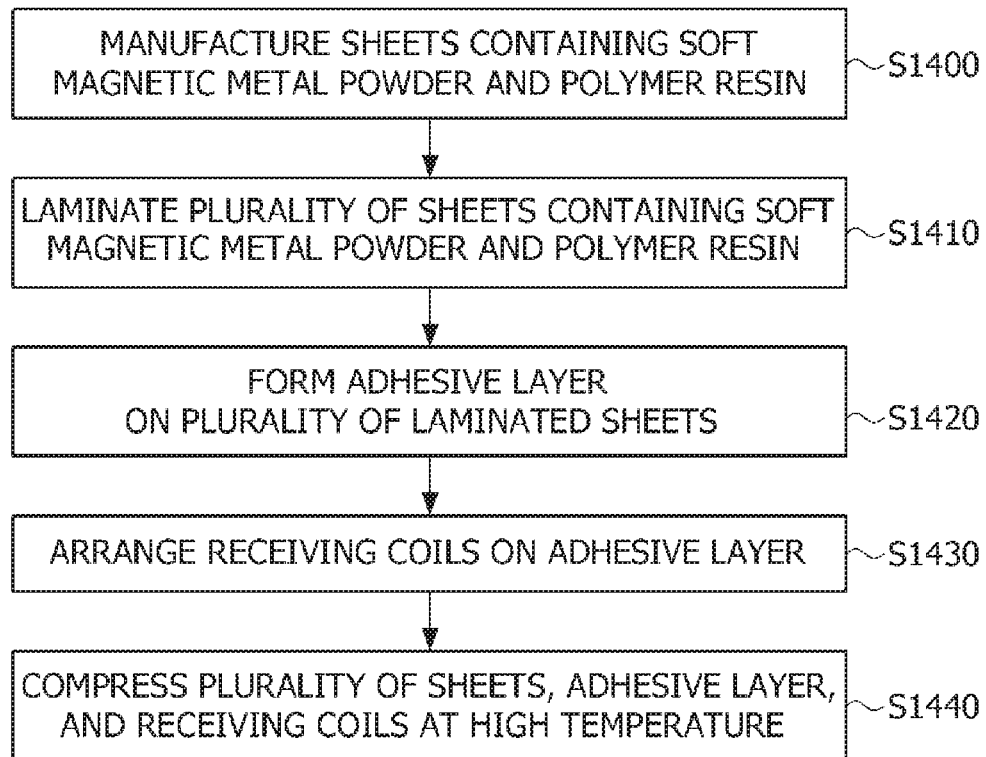 MANUFACTURE SHEETS CONTAINING SOFT
MAGNETIC METAL POWDER AND POLYMER RESIN
S1400
LAMINATE PLURALITY OF SHEETS CONTAINING SOFT
MAGNETIC METAL POWDER AND POLYMER RESIN
S1410
FORM ADHESIVE LAYER
ON PLURALITY OF LAMINATED SHEETS
S1420
ARRANGE RECEIVING COILS ON ADHESIVE LAYER
S1430
COMPRESS PLURALITY OF SHEETS, ADHESIVE LAYER,
AND RECEIVING COILS AT HIGH TEMPERATURE
S1440